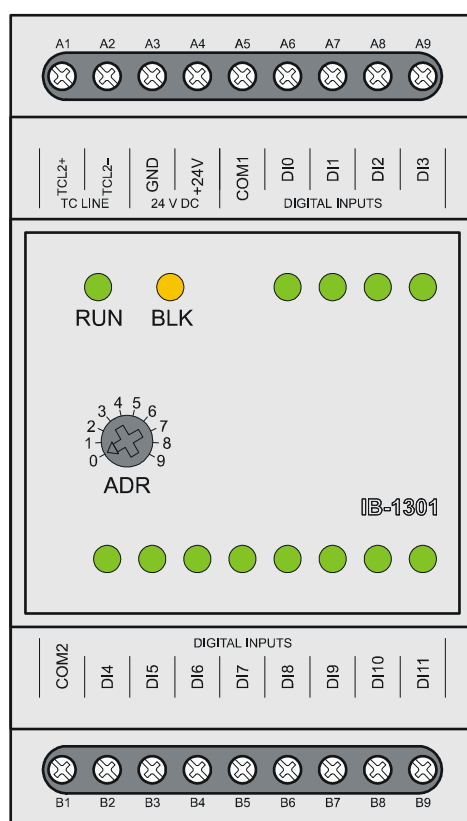 A1 A2 A3 A4 A5 A6 A7 A8 A9
TCL2+ TCL2– GND +24V COM1 DI0 DI1 DI2 DI3
TC LINE 24 V DC DIGITAL INPUTS
RUN BLK
0 1 2 3 4 5 6 7 8 9
ADR
IB-1301
DIGITAL INPUTS
COM2 DI4 DI5 DI6 DI7 DI8 DI9 DI10 DI11
B1 B2 B3 B4 B5 B6 B7 B8 B9